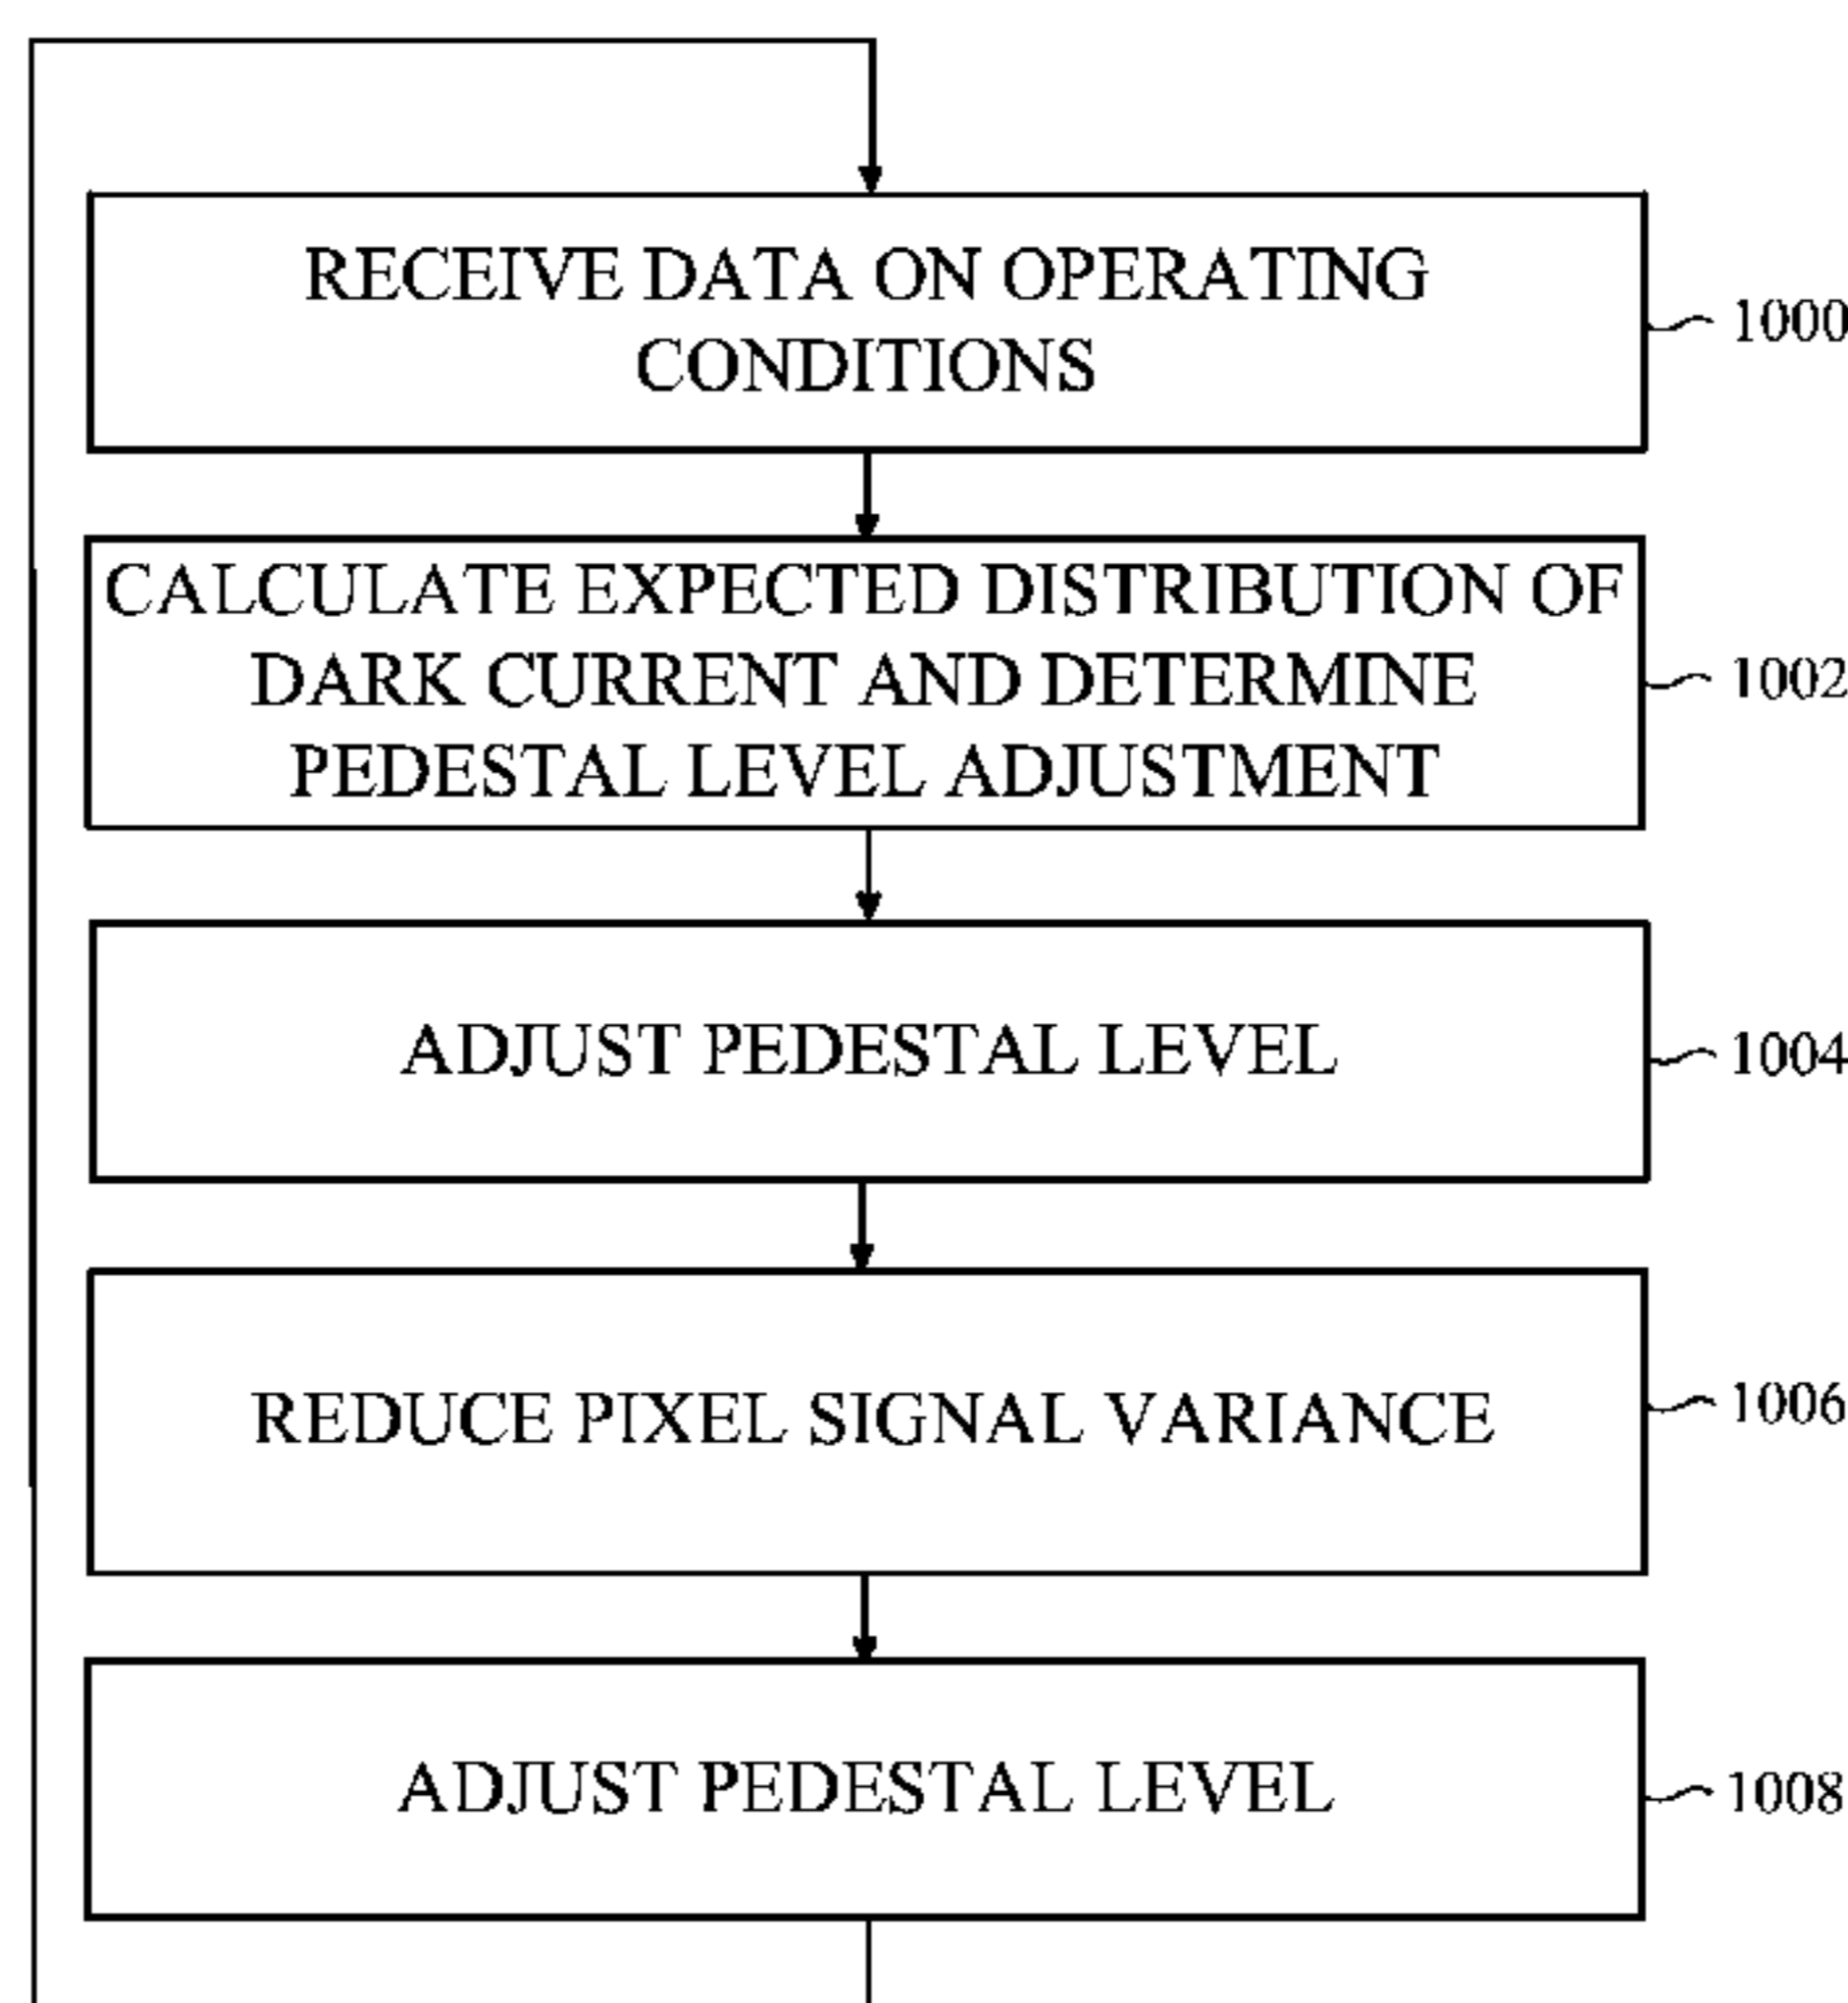 RECEIVE DATA ON OPERATING
CONDITIONS
1000
CALCULATE EXPECTED DISTRIBUTION OF
DARK CURRENT AND DETERMINE
PEDESTAL LEVEL ADJUSTMENT
1002
ADJUST PEDESTAL LEVEL
1004
REDUCE PIXEL SIGNAL VARIANCE
1006
ADJUST PEDESTAL LEVEL
1008